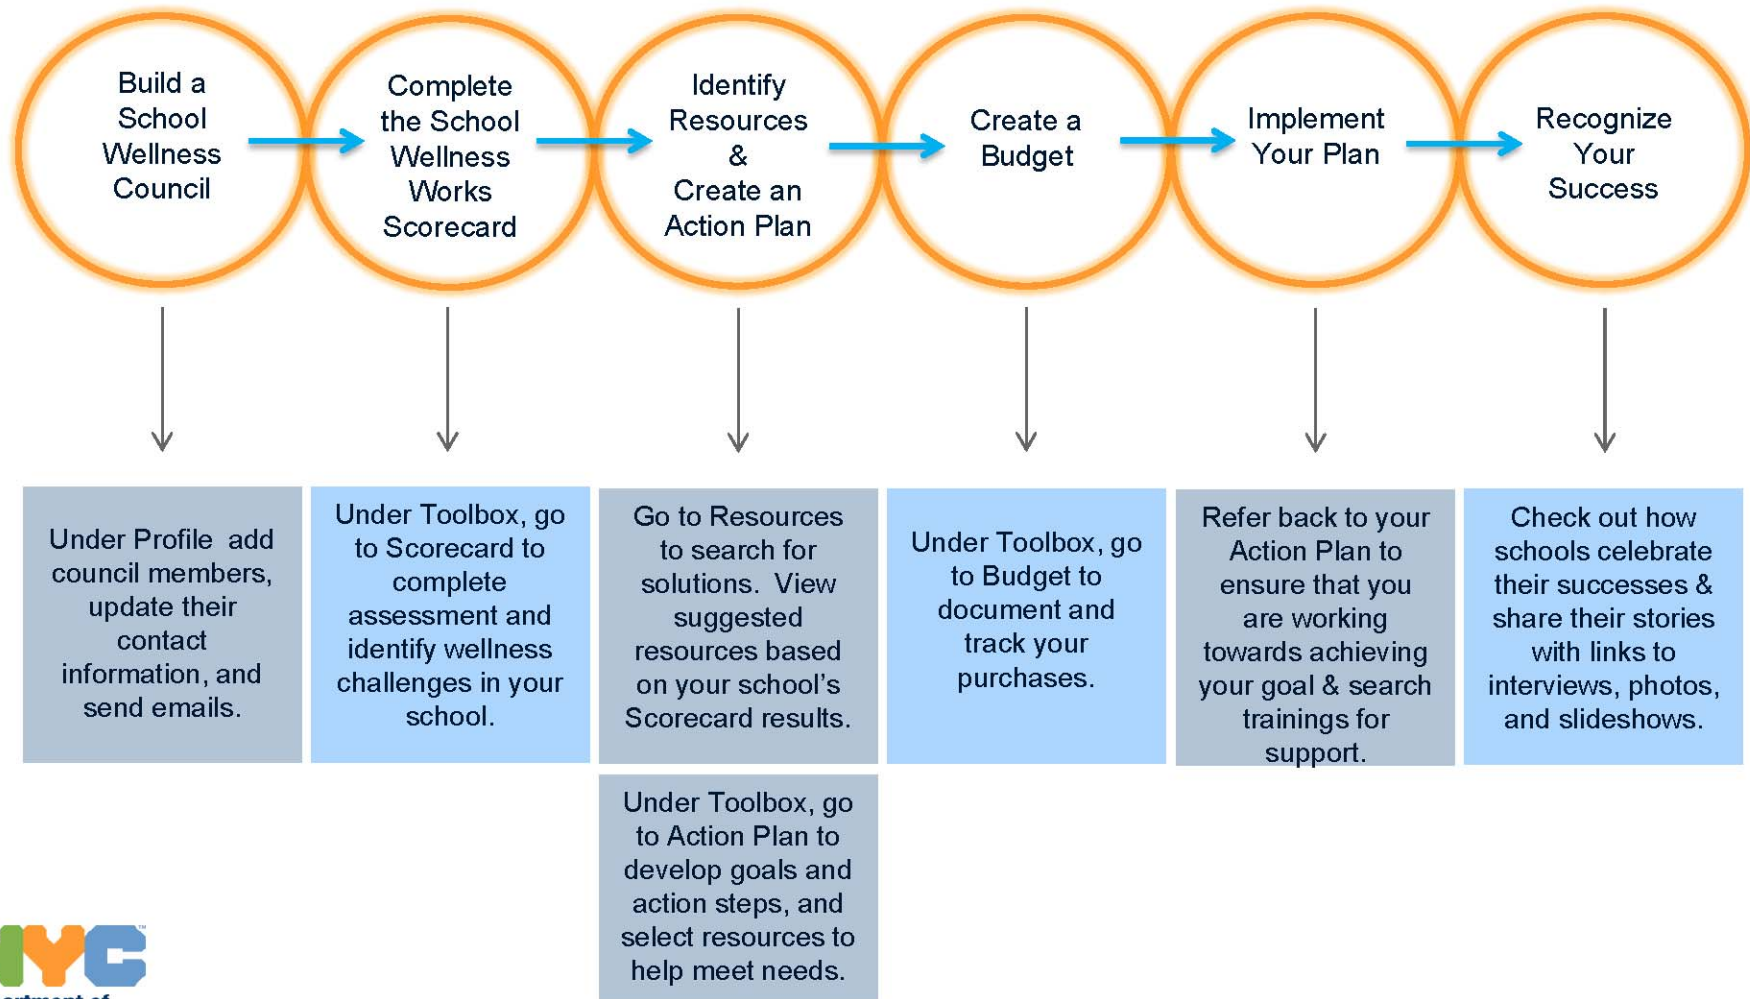 Build a
School
Wellness
Council
Complete
the School
Wellness
Works
Scorecard
Identify
Resources
&
Create an
Action Plan
Create a
Budget
Implement
Your Plan
Recognize
Your
Success
Under Profile add
council members,
update their
contact
information, and
send emails.
Under Toolbox, go
to Scorecard to
complete
assessment and
identify wellness
challenges in your
school.
Go to Resources
to search for
solutions. View
suggested
resources based
on your school's
Scorecard results.
Under Toolbox, go
to Action Plan to
develop goals and
action steps, and
select resources to
help meet needs.
Under Toolbox, go
to Budget to
document and
track your
purchases.
Refer back to your
Action Plan to
ensure that you
are working
towards achieving
your goal & search
trainings for
support.
Check out how
schools celebrate
their successes &
share their stories
with links to
interviews, photos,
and slideshows.
NYC